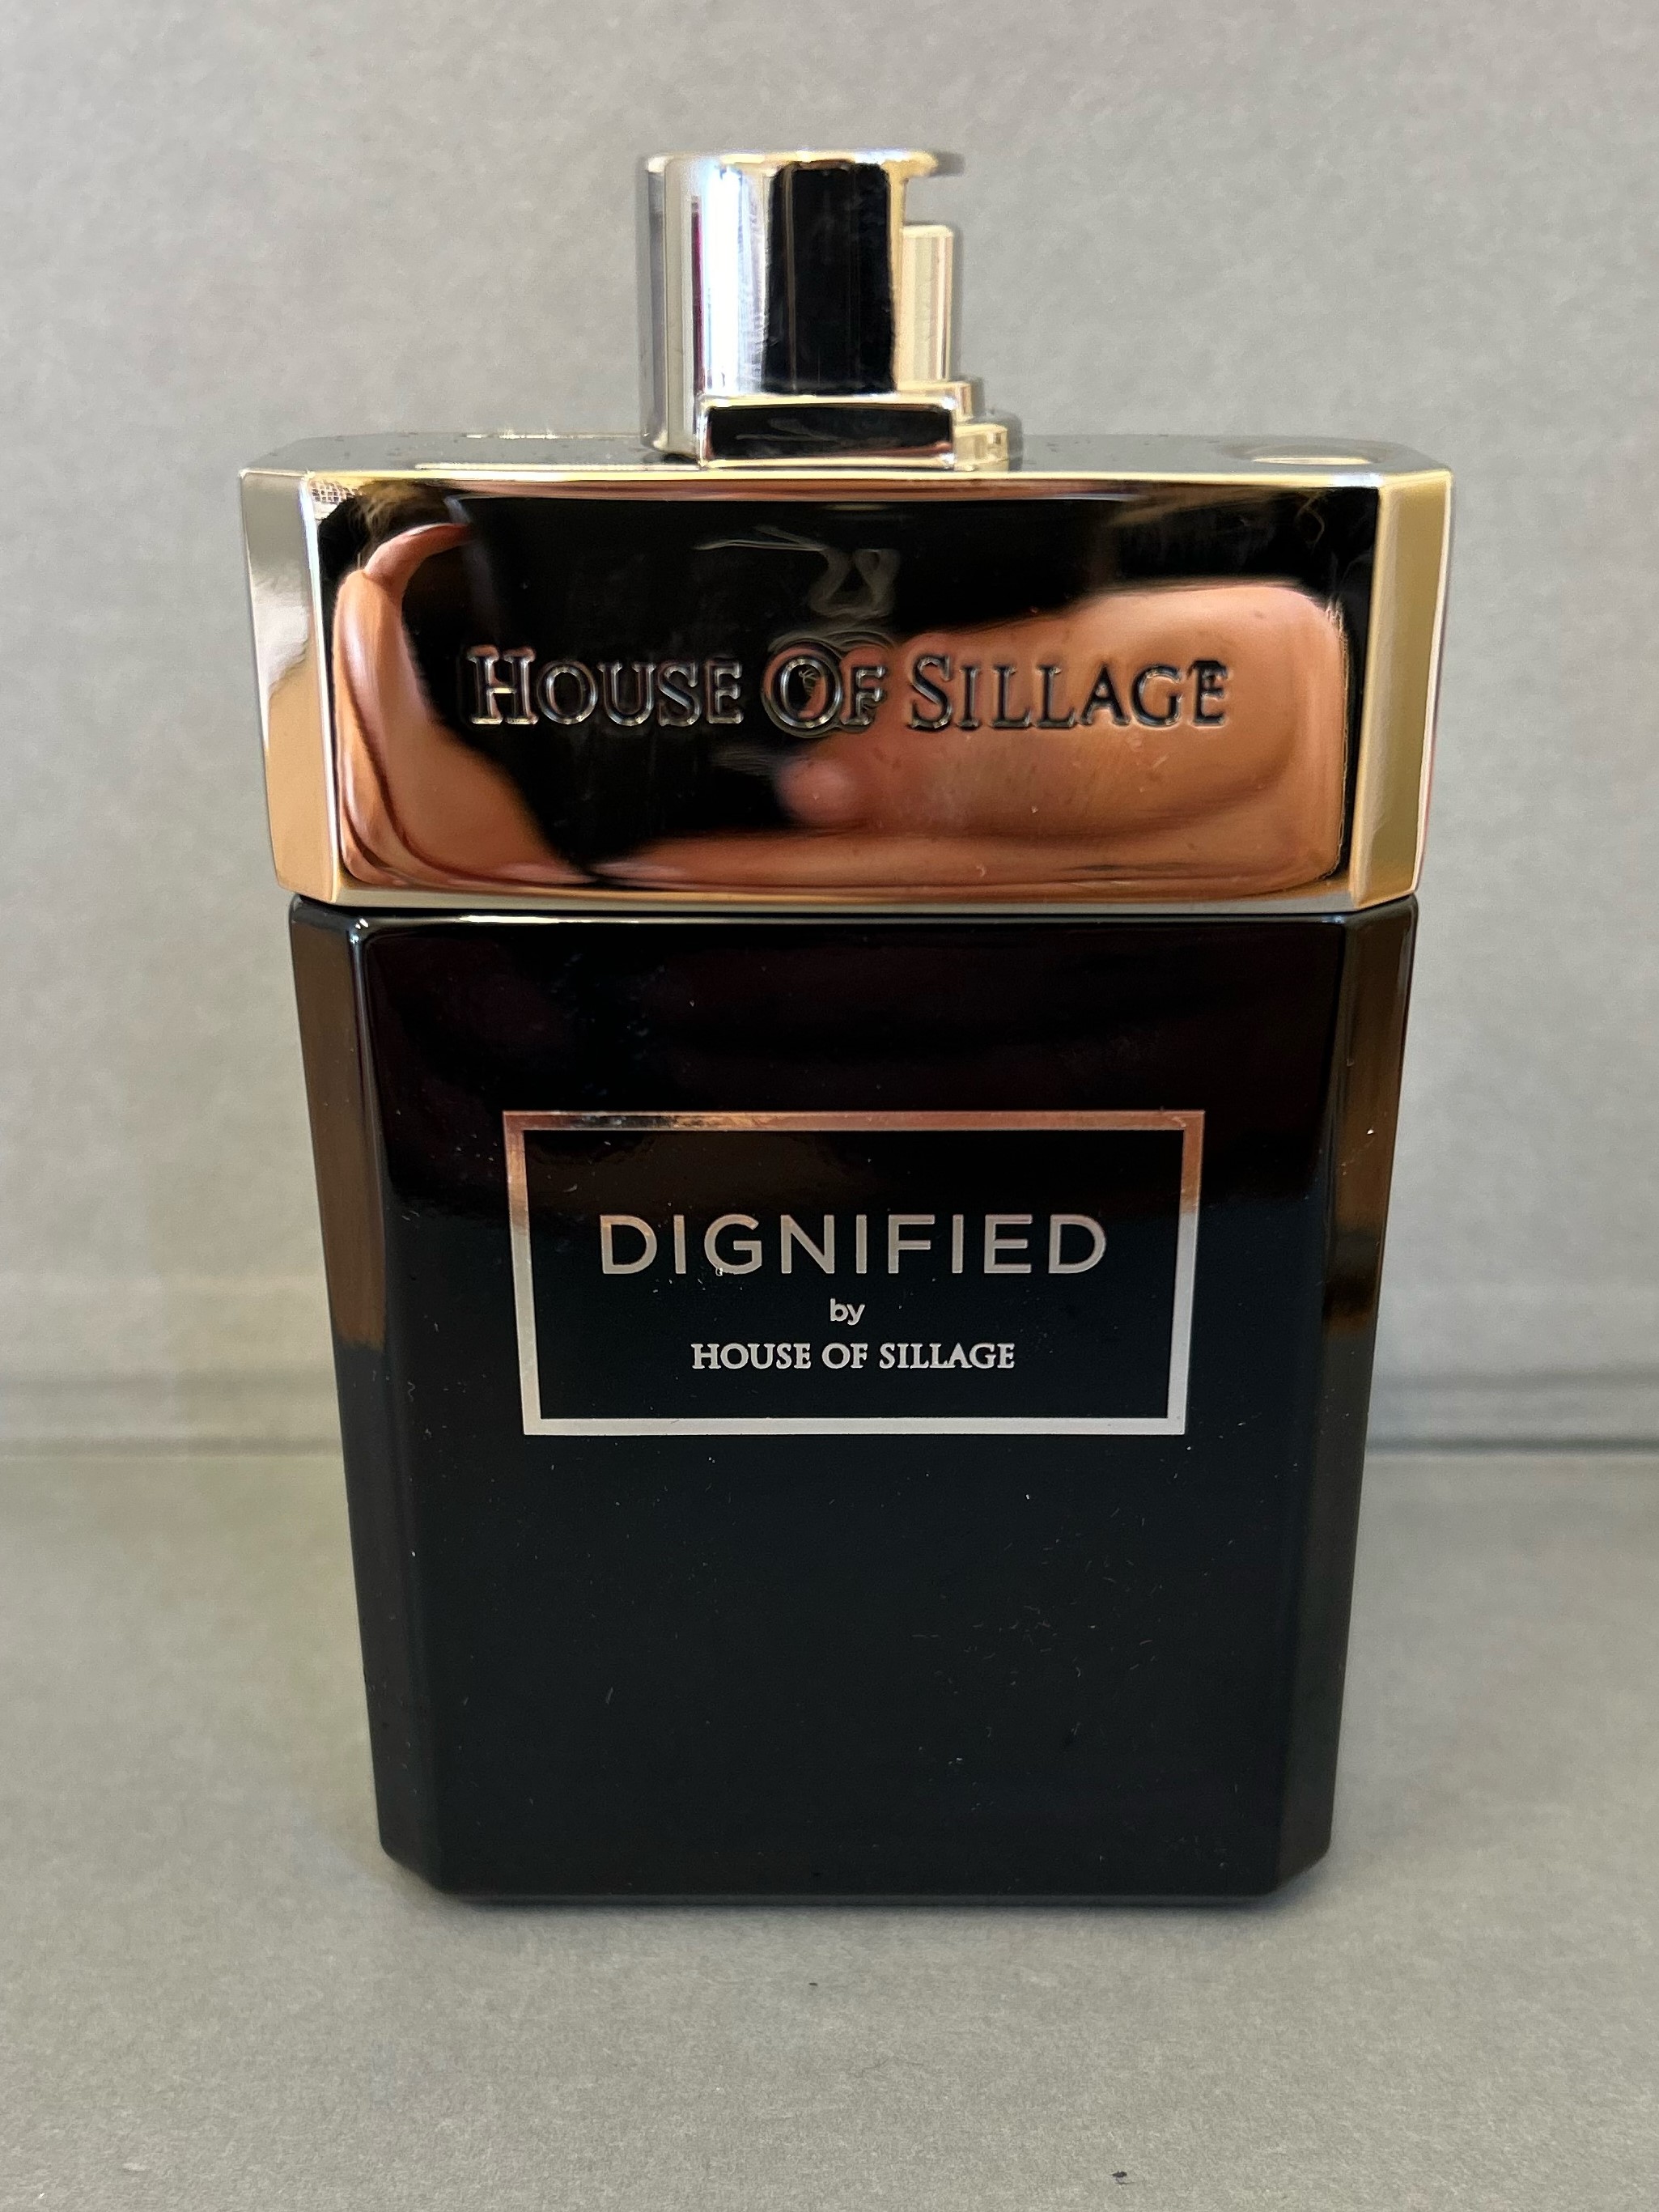 HOUSE OF SILLAGE
DIGNIFIED
by
HOUSE OF SILLAGE